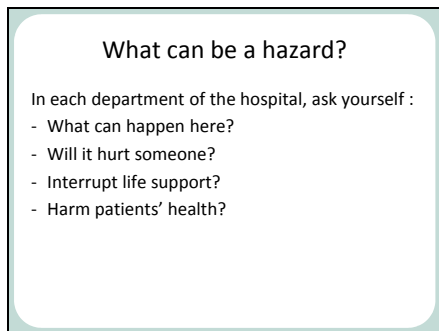 What can be a hazard?
In each department of the hospital, ask yourself :
- What can happen here?
- Will it hurt someone?
- Interrupt life support?
- Harm patients’ health?